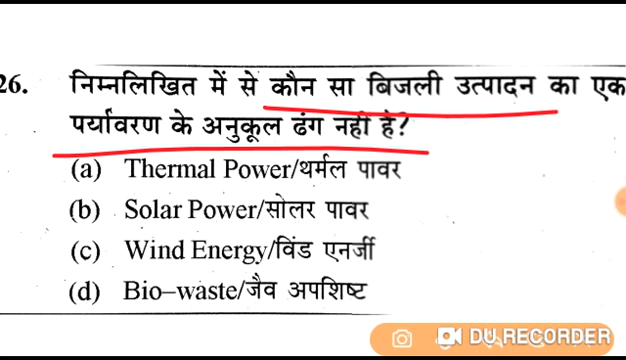 26. निम्नलिखित में से कौन सा बिजली उत्पादन का एक
पर्यावरण के अनुकूल ढंग नहीं है?
(a) Thermal Power/थर्मल पावर
(b) Solar Power/सोलर पावर
(c) Wind Energy/विंड एनर्जी
(d) Bio–waste/जैव अपशिष्ट
DU RECORDER